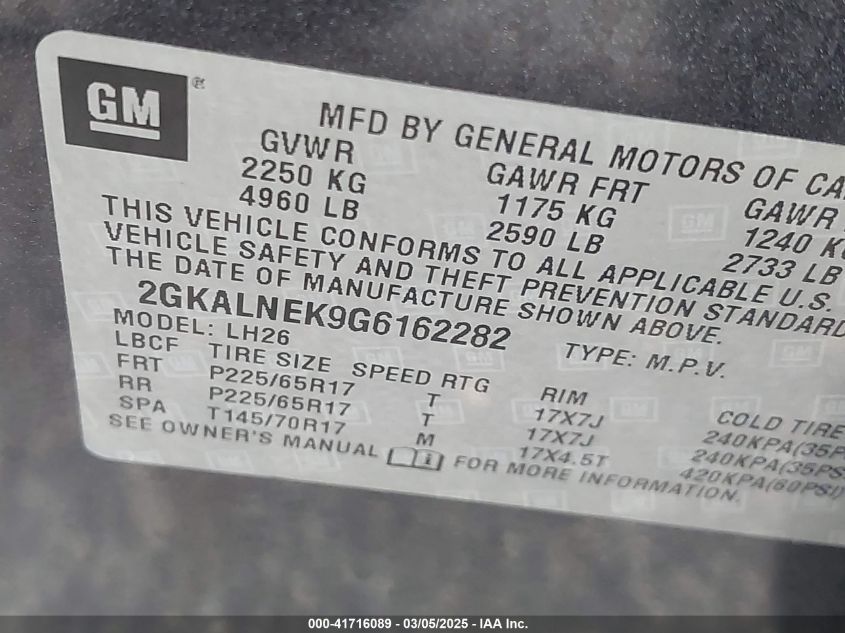 GM ®
MFD BY GENERAL MOTORS OF CA
GVWR GAWR FRT GAWR
2250 KG 1175 KG 1240 K
4960 LB 2590 LB 2733 LB
THIS VEHICLE CONFORMS TO ALL APPLICABLE U.S.
VEHICLE SAFETY AND THEFT PREVENTION STANDARD
THE DATE OF MANUFACTURE SHOWN ABOVE.
2GKALNEK9G6162282 TYPE: M.P.V.
MODEL: LH26
LBCF TIRE SIZE SPEED RTG RIM COLD TIRE
FRT P225/65R17 T 17X7J 240KPA(35P
RR P225/65R17 T 17X7J 240KPA(35PS
SPA T145/70R17 M 17X4.5T 420KPA(60PSI)
SEE OWNER'S MANUAL FOR MORE INFORMATION.
000-41716089 - 03/05/2025 - IAA Inc.